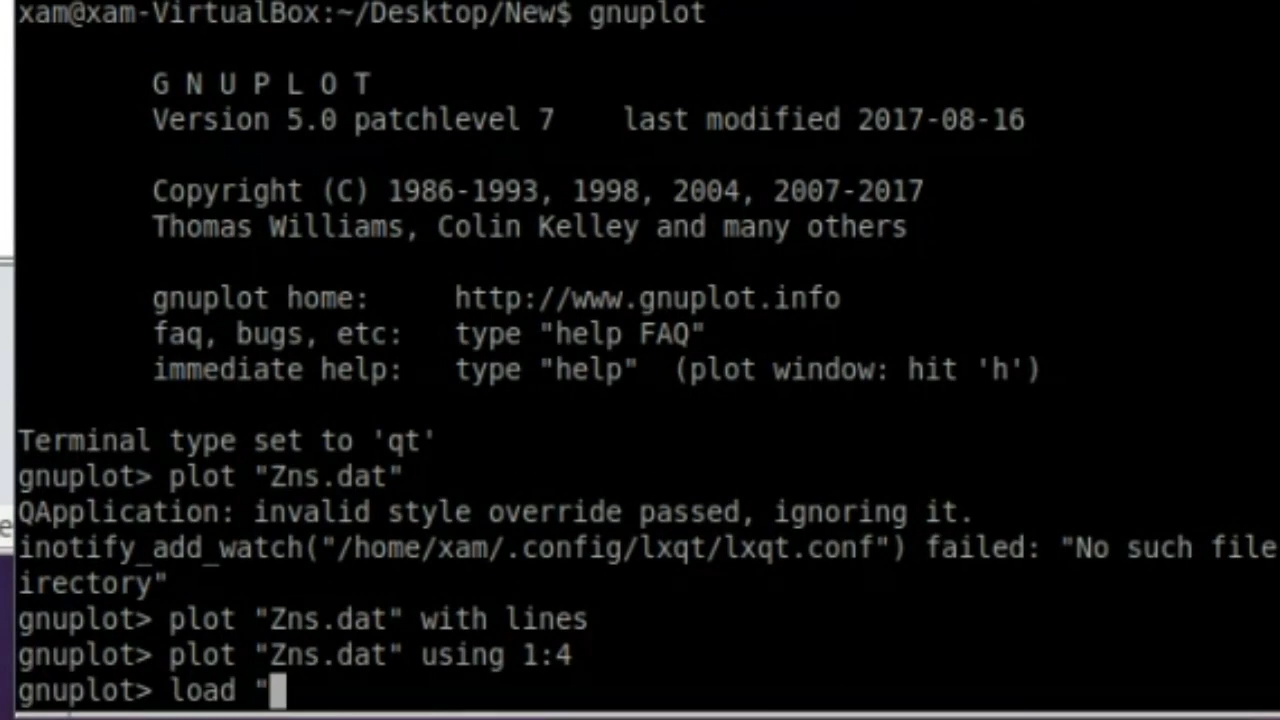 xam@xam-VirtualBox:~/Desktop/New$ gnuplot
G N U P L O T
Version 5.0 patchlevel 7    last modified 2017-08-16
Copyright (C) 1986-1993, 1998, 2004, 2007-2017
Thomas Williams, Colin Kelley and many others
gnuplot home:     http://www.gnuplot.info
faq, bugs, etc:   type "help FAQ"
immediate help:   type "help"  (plot window: hit 'h')
Terminal type set to 'qt'
gnuplot> plot "Zns.dat"
QApplication: invalid style override passed, ignoring it.
inotify_add_watch("/home/xam/.config/lxqt/lxqt.conf") failed: "No such file
irectory"
gnuplot> plot "Zns.dat" with lines
gnuplot> plot "Zns.dat" using 1:4
gnuplot> load "